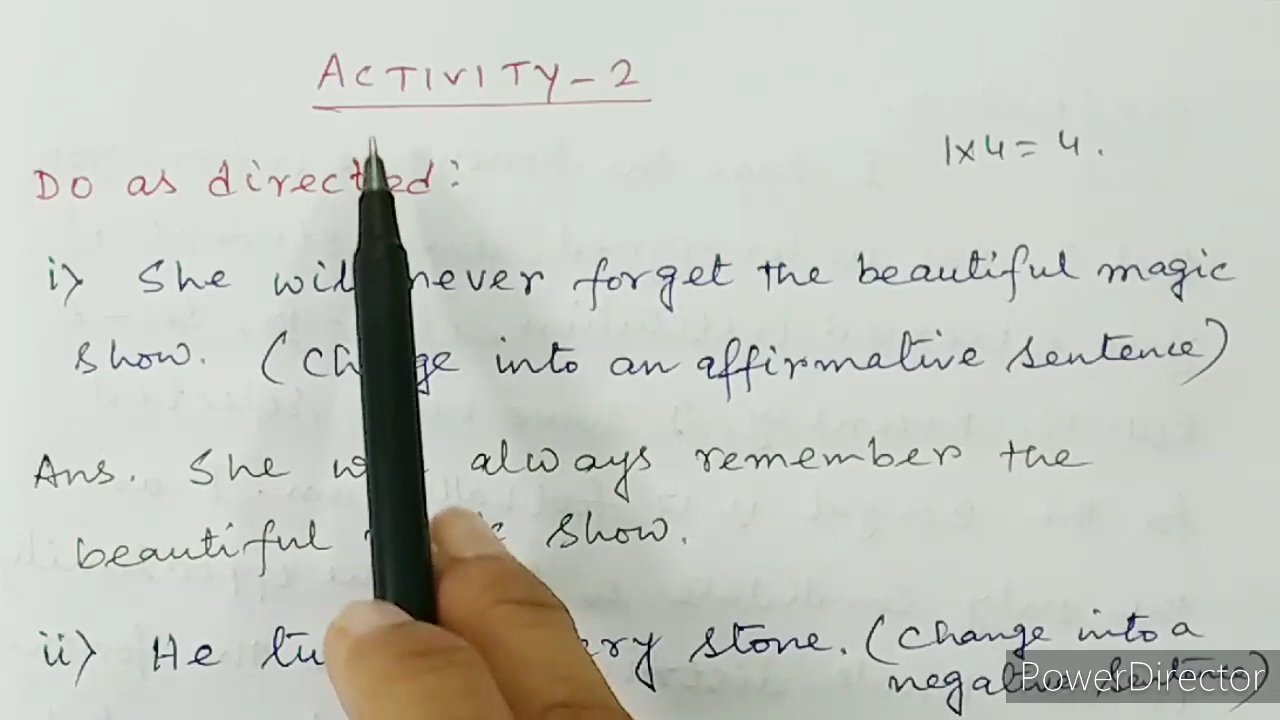 ACTIVITY-2
1x4=4.
Do as directed:
i) She never forget the beautiful magic
show. (change into an affirmative sentence)
Ans. She always remember the
beautiful show.
ii) He stone. (change into a
negative Sentence)
PowerDirector